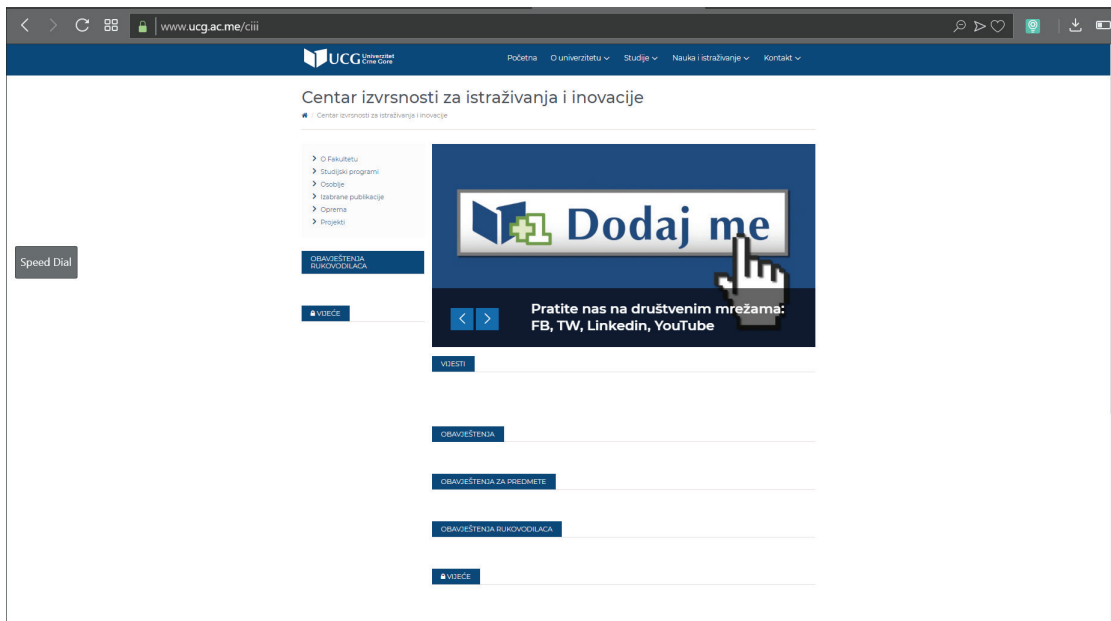 www.ucg.ac.me/ciii
UCG Univerzitet Crne Gore
Početna O univerzitetu Studije Nauka i istraživanje Kontakt
Centar izvrsnosti za istraživanja i inovacije
/ Centar izvrsnosti za istraživanja i inovacije
O Fakultetu
Studijski programi
Osoblje
Izabrane publikacije
Oprema
Projekti
OBAVJEŠTENJA
RUKOVODILACA
VIJEĆE
Speed Dial
+1 Dodaj me
Pratite nas na društvenim mrežama:
FB, TW, Linkedin, YouTube
VIJESTI
OBAVJEŠTENJA
OBAVJEŠTENJA ZA PREDMETE
OBAVJEŠTENJA RUKOVODILACA
VIJEĆE